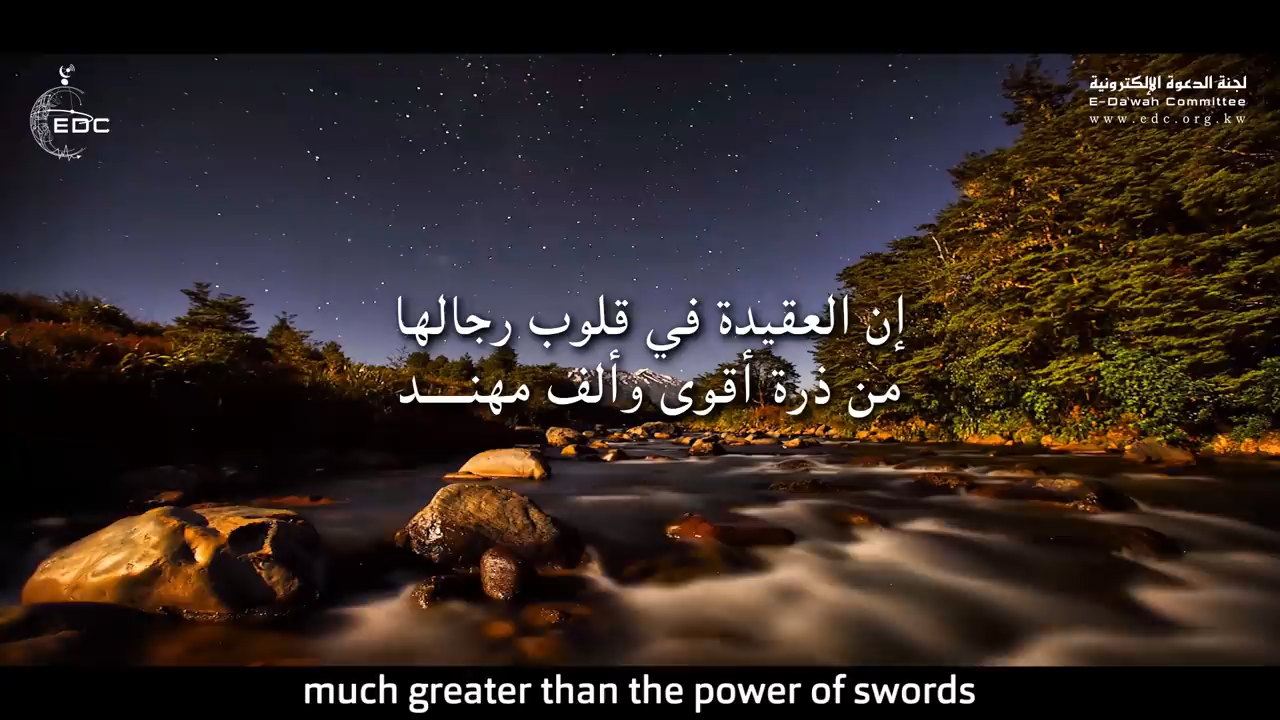 EDC
لجنة الدعوة الإلكترونية
E-Da'wah Committee
www.edc.org.kw
إن العقيدة في قلوب رجالها
من ذرة أقوى وألف مهنـــد
much greater than the power of swords